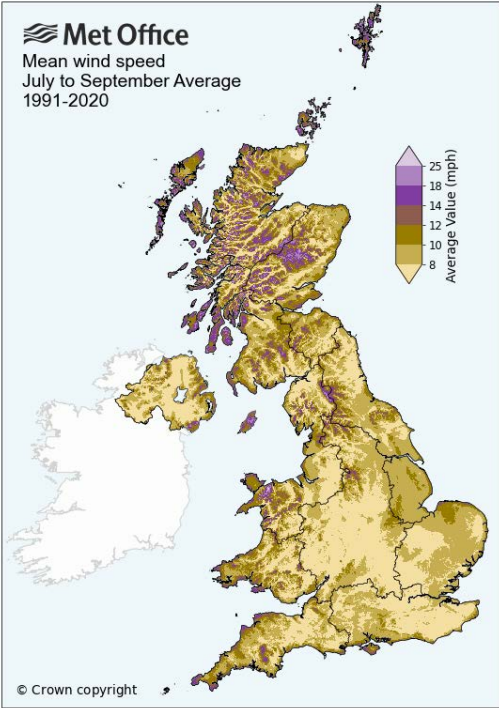 Met Office
Mean wind speed
July to September Average
1991-2020
25
18
14
12
10
8
Average Value (mph)
© Crown copyright